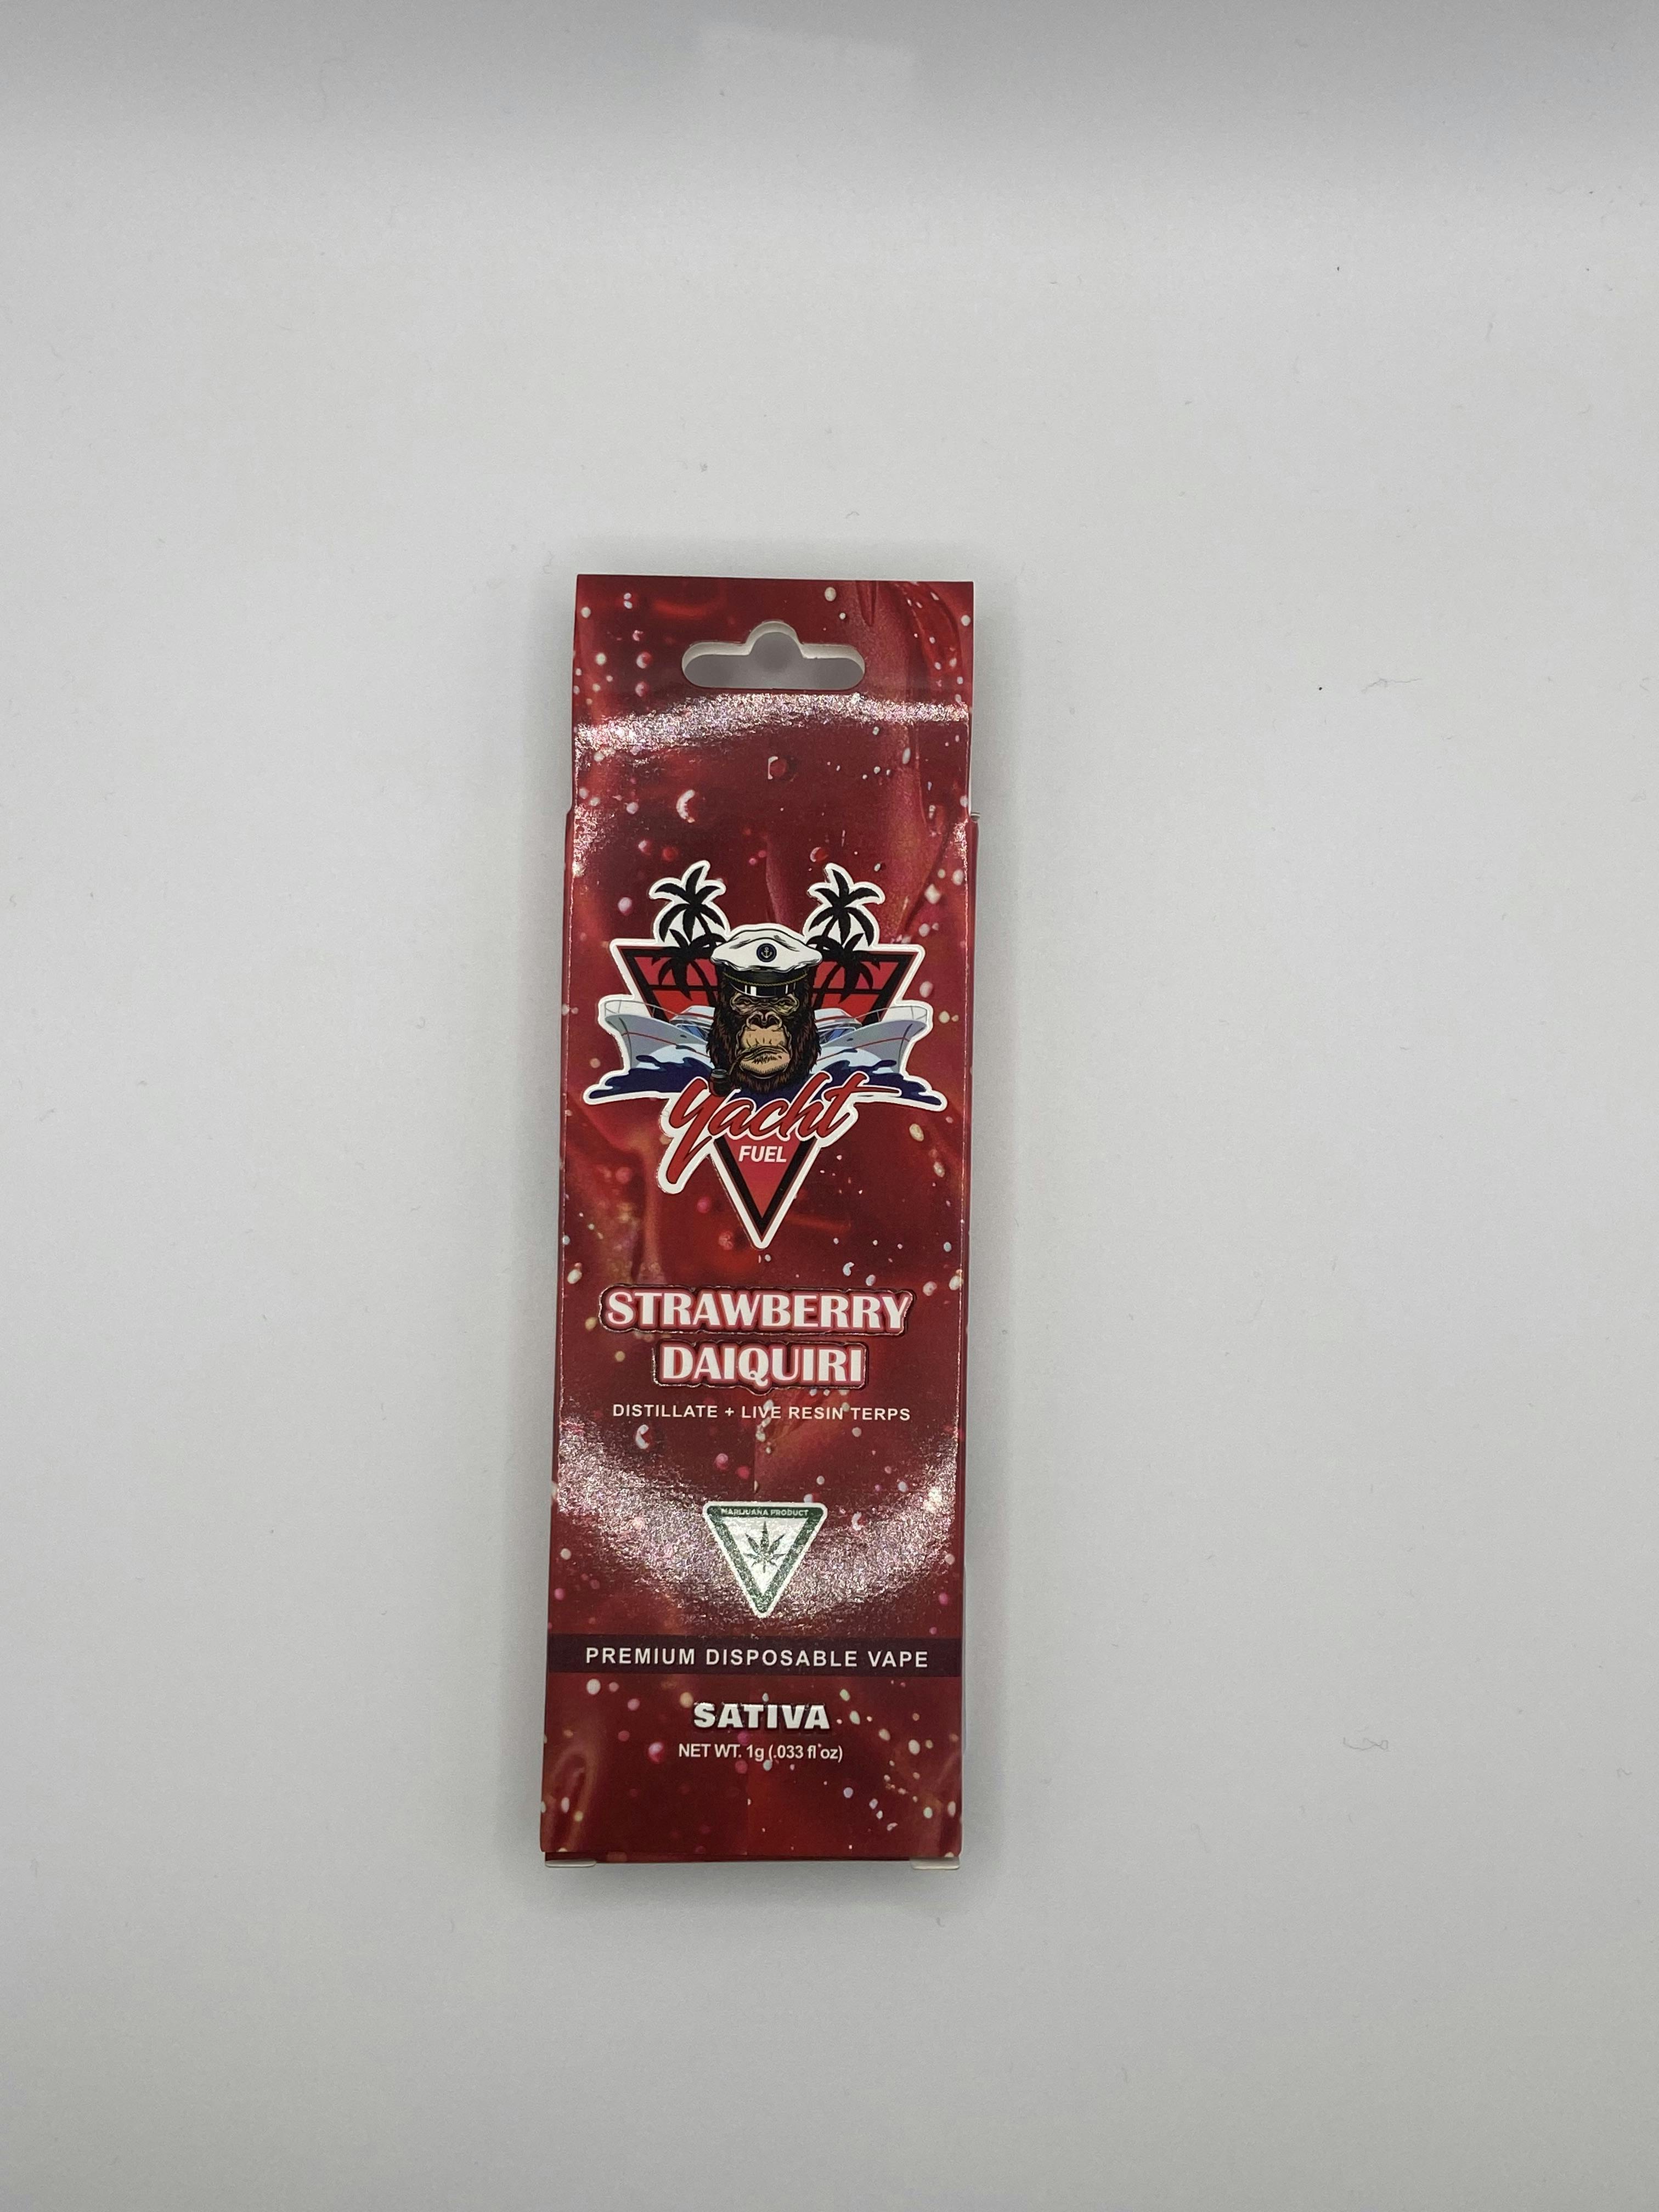 Yacht
FUEL
STRAWBERRY
DAIQUIRI
DISTILLATE + LIVE RESIN TERPS
MARIJUANA PRODUCT
PREMIUM DISPOSABLE VAPE
SATIVA
NET WT. 1g (.033 fl oz)